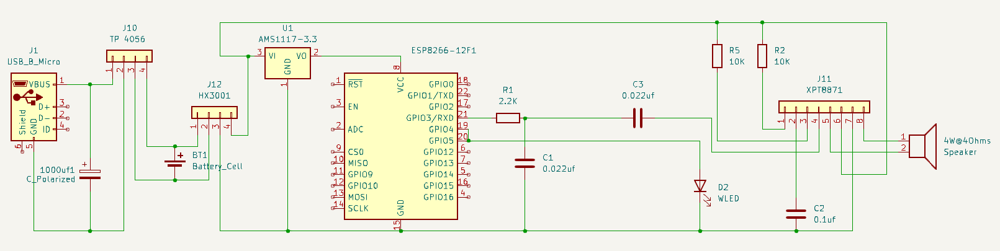 J1
USB_B_Micro
VBUS
1
D+
3
D-
2
ID
4
Shield
GND
6
5
1000uf1
C_Polarized
+
J10
TP 4056
1
2
3
4
J12
HX3001
1
2
3
4
+
BT1
Battery_Cell
U1
AMS1117-3.3
3
VI
VO
2
GND
1
ESP8266-12F1
8
VCC
1
RST
3
EN
2
ADC
9
CS0
10
MISO
11
GPIO9
12
GPIO10
13
MOSI
14
SCLK
GPIO0
18
GPIO1/TXD
22
GPIO2
17
GPIO3/RXD
21
GPIO4
19
GPIO5
20
GPIO12
6
GPIO13
7
GPIO14
5
GPIO15
16
GPIO16
4
GND
15
R1
2.2K
C1
0.022uf
C3
0.022uf
R5
10K
R2
10K
D2
WLED
J11
XPT8871
1
2
3
4
5
6
7
8
C2
0.1uf
1
2
4W@4Ohms
Speaker